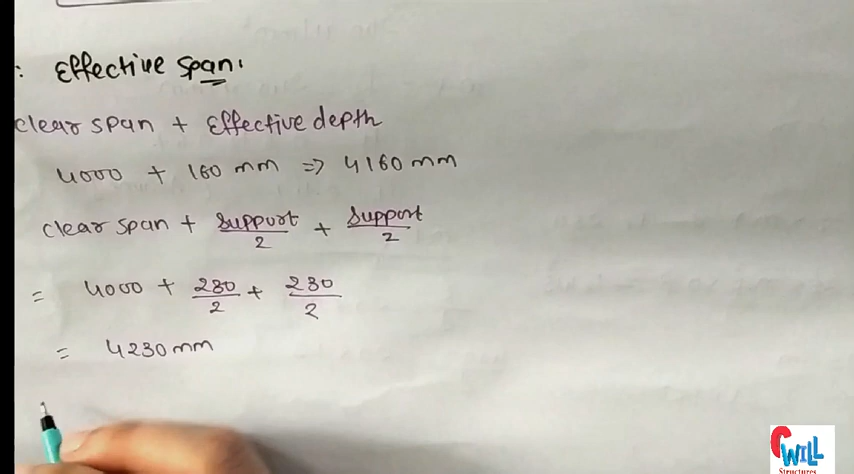 : Effective span:
clear span + Effective depth
4000 + 160 mm => 4160 mm
clear span + Support/2 + Support/2
= 4000 + 230/2 + 230/2
= 4230 mm
CWILL
Structures